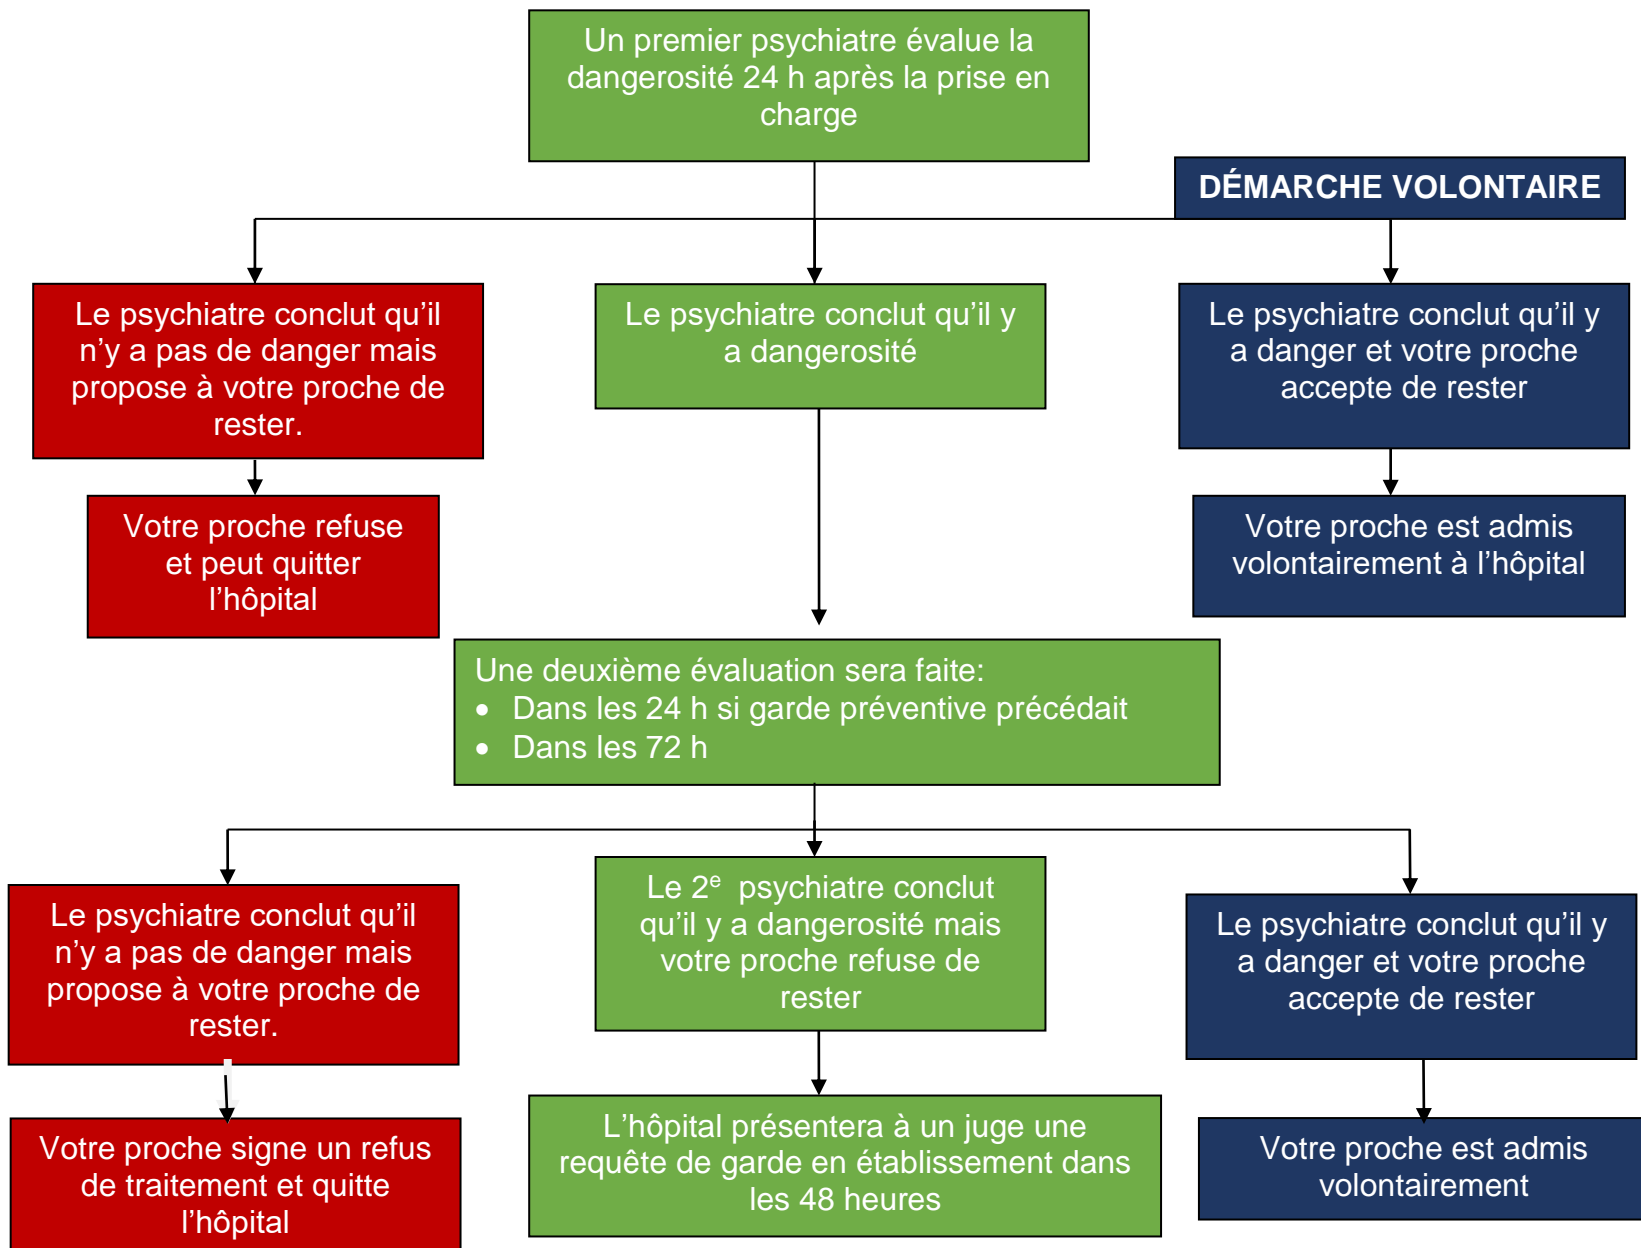 Un premier psychiatre évalue la
dangerosité 24 h après la prise en
charge
DÉMARCHE VOLONTAIRE
Le psychiatre conclut qu’il
n’y a pas de danger mais
propose à votre proche de
rester.
Le psychiatre conclut qu’il y
a dangerosité
Le psychiatre conclut qu’il y
a danger et votre proche
accepte de rester
Votre proche refuse
et peut quitter
l’hôpital
Votre proche est admis
volontairement à l’hôpital
Une deuxième évaluation sera faite:
• Dans les 24 h si garde préventive précédait
• Dans les 72 h
Le psychiatre conclut qu’il
n’y a pas de danger mais
propose à votre proche de
rester.
Le 2e psychiatre conclut
qu’il y a dangerosité mais
votre proche refuse de
rester
Le psychiatre conclut qu’il y
a danger et votre proche
accepte de rester
Votre proche signe un refus
de traitement et quitte
l’hôpital
L’hôpital présentera à un juge une
requête de garde en établissement dans
les 48 heures
Votre proche est admis
volontairement